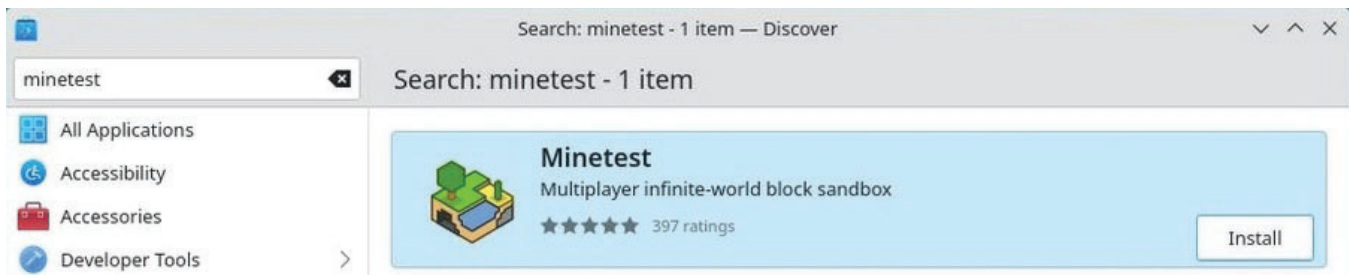 Search: minetest - 1 item — Discover
minetest
Search: minetest - 1 item
All Applications
Accessibility
Accessories
Developer Tools
Minetest
Multiplayer infinite-world block sandbox
397 ratings
Install